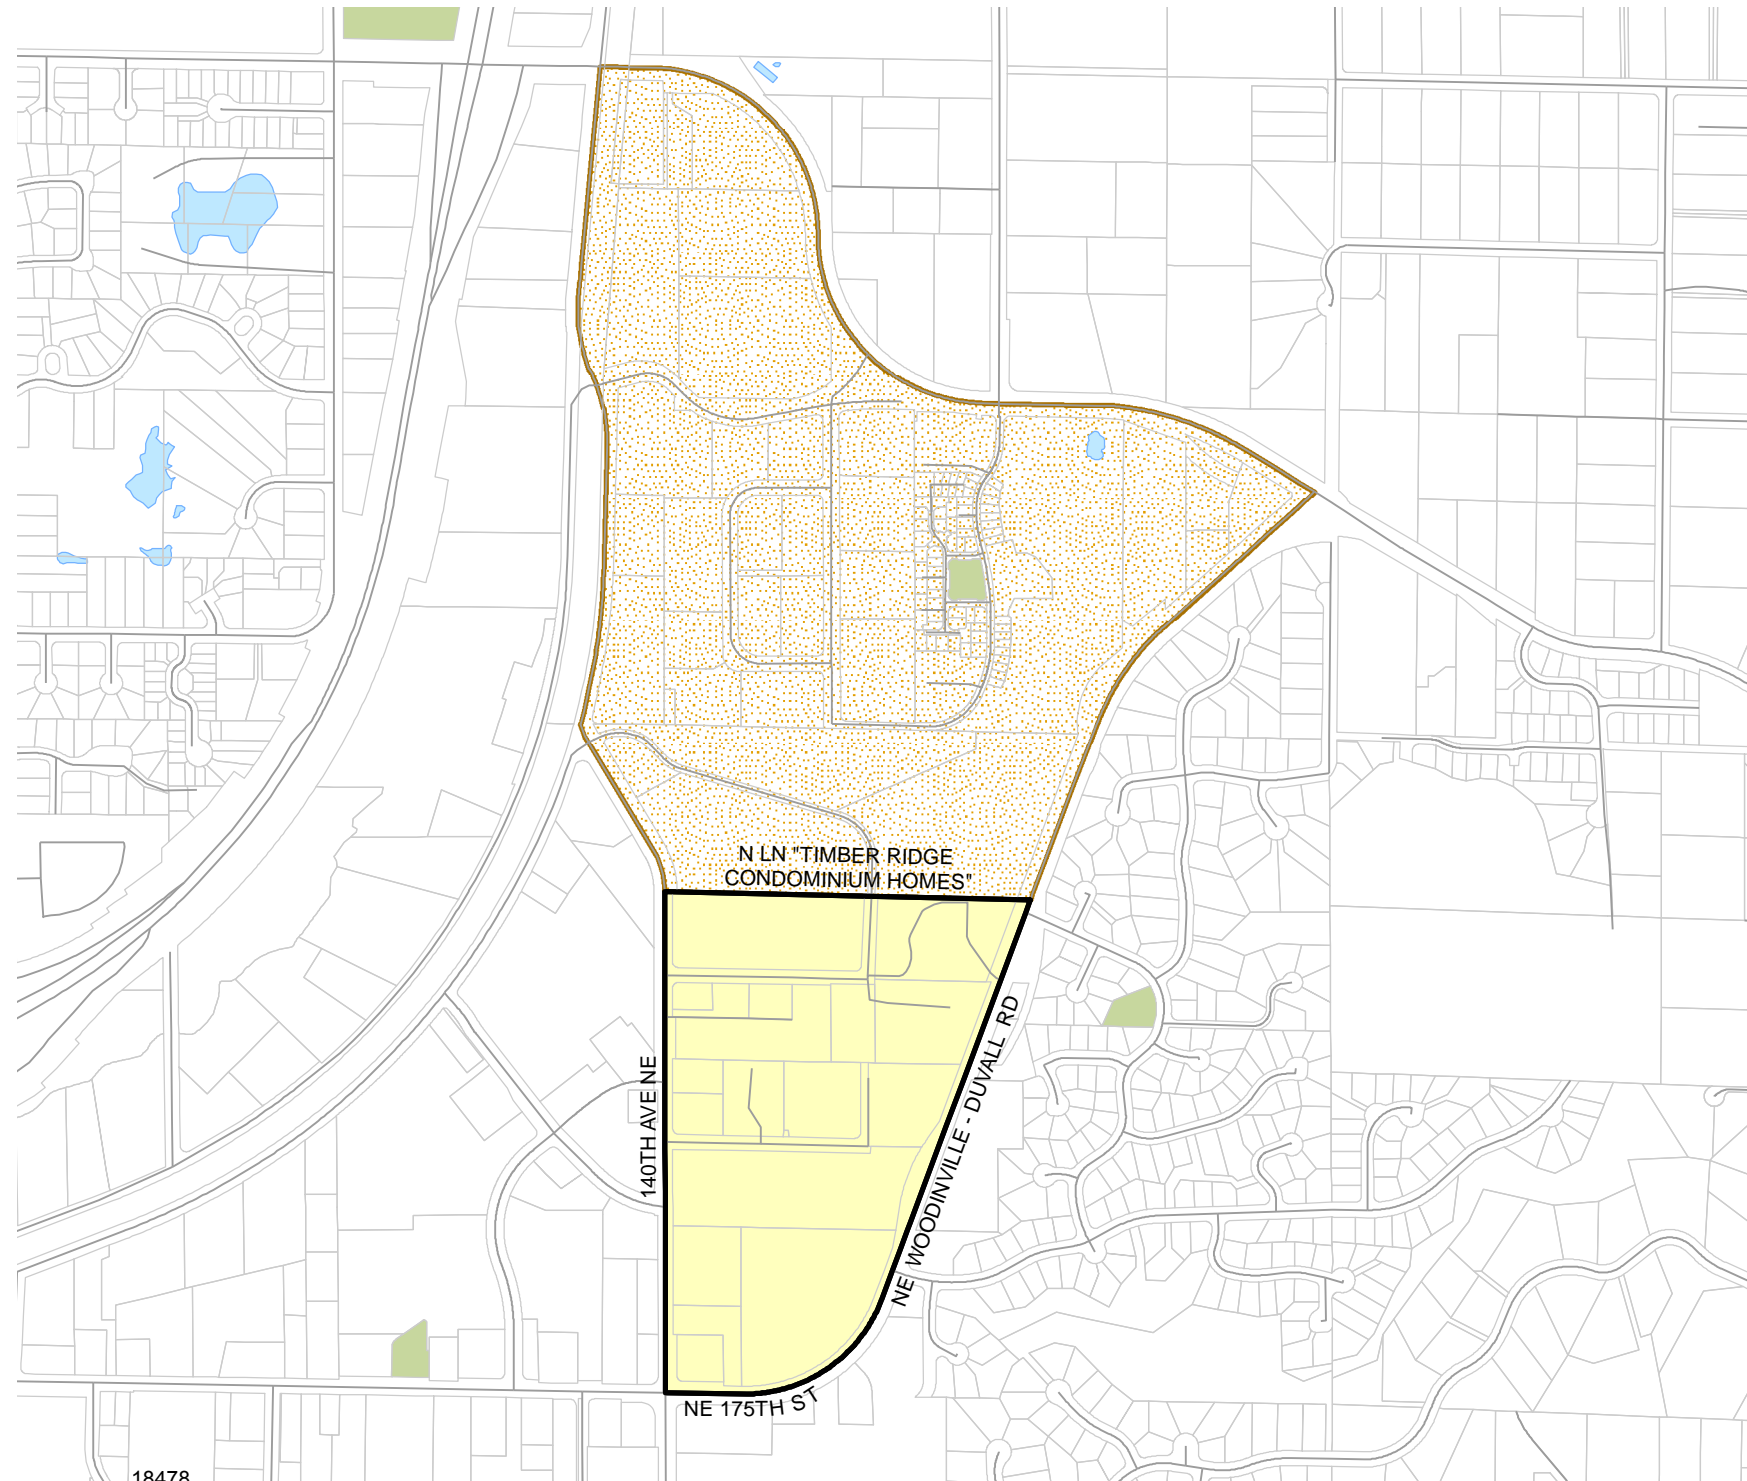 N LN "TIMBER RIDGE
CONDOMINIUM HOMES"
140TH AVE NE
NE WOODINVILLE - DUVALL RD
NE 175TH ST
18478